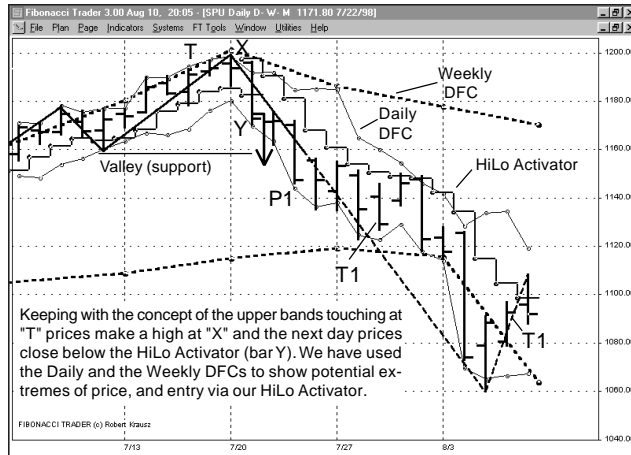 Fibonacci Trader 3.00 Aug 10, 20:05 - [SPU Daily D- W- M 1171.80 7/22/98]
File Plan Page Indicators Systems FT Tools Window Utilities Help
1200.00
T
X
Weekly
DFC
1180.00
Daily
DFC
Y
HiLo Activator
1160.00
Valley (support)
P1
1140.00
T1
1120.00
1100.00
T1
Keeping with the concept of the upper bands touching at
"T" prices make a high at "X" and the next day prices
close below the HiLo Activator (bar Y). We have used
the Daily and the Weekly DFCs to show potential ex-
tremes of price, and entry via our HiLo Activator.
1080.00
1060.00
FIBONACCI TRADER (c) Robert Krausz
1040.00
7/13
7/20
7/27
8/3